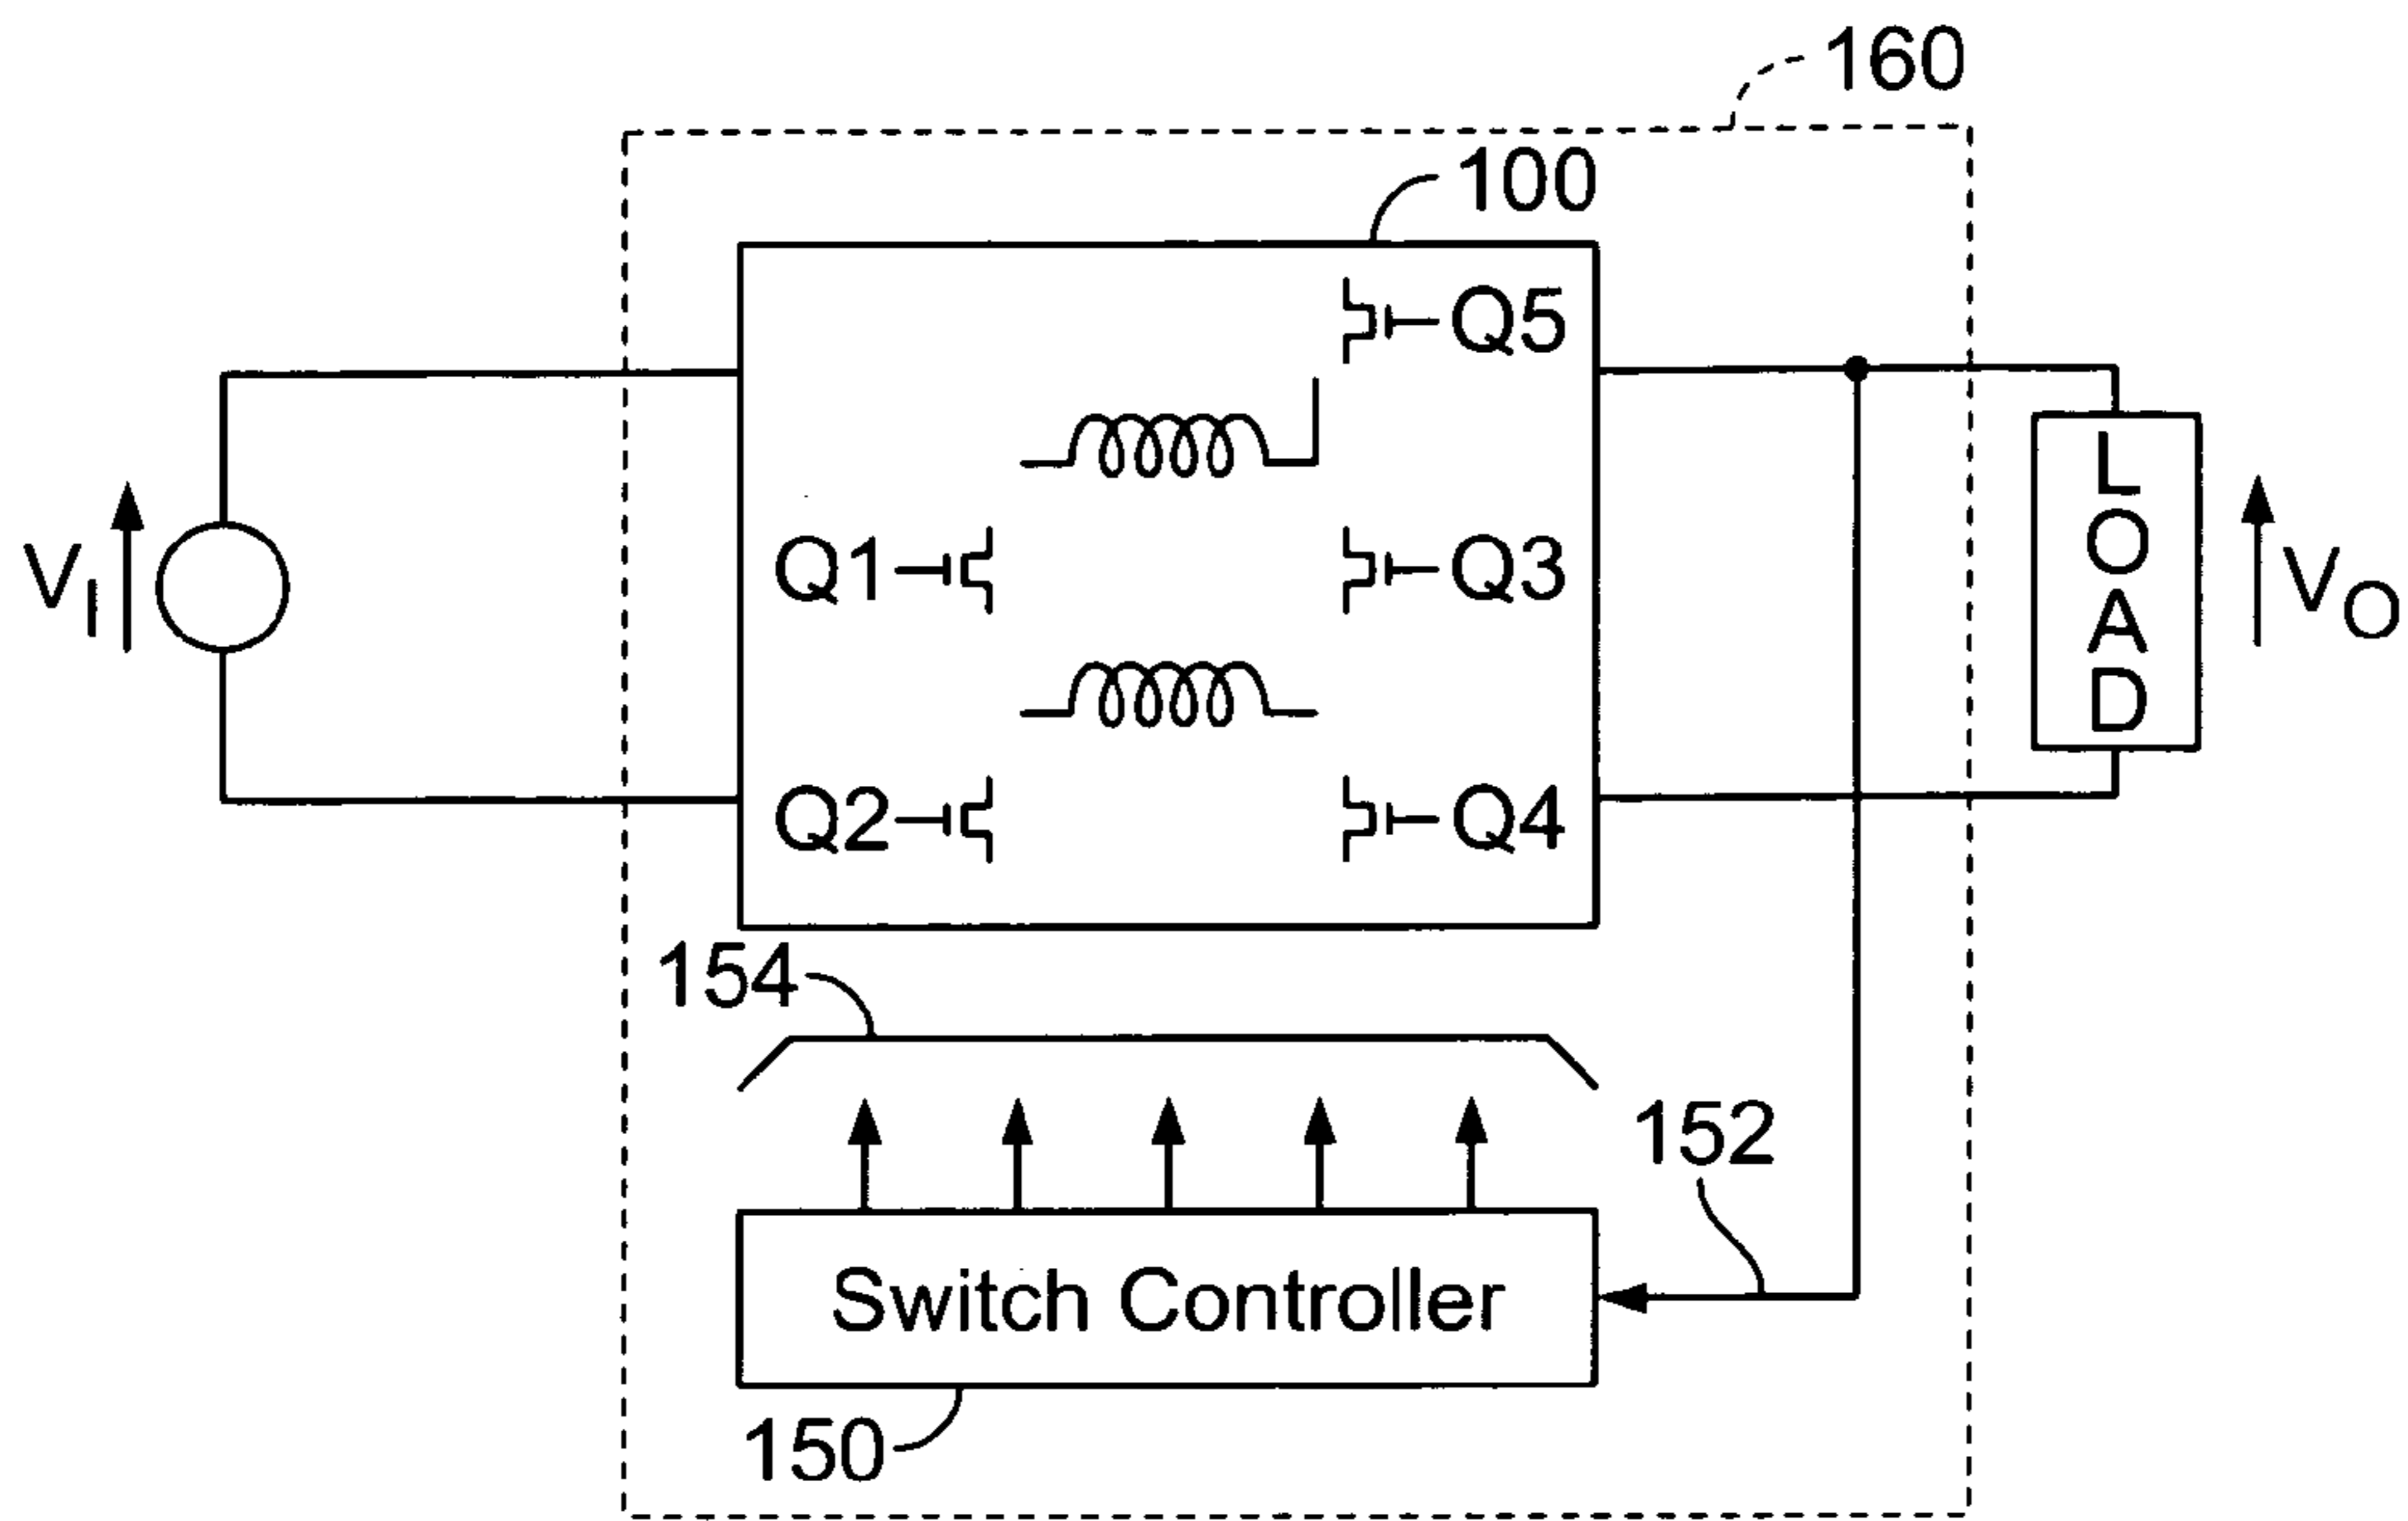 160
100
Q5
Q1
Q3
Q2
Q4
VI
LOAD
VO
154
152
Switch Controller
150